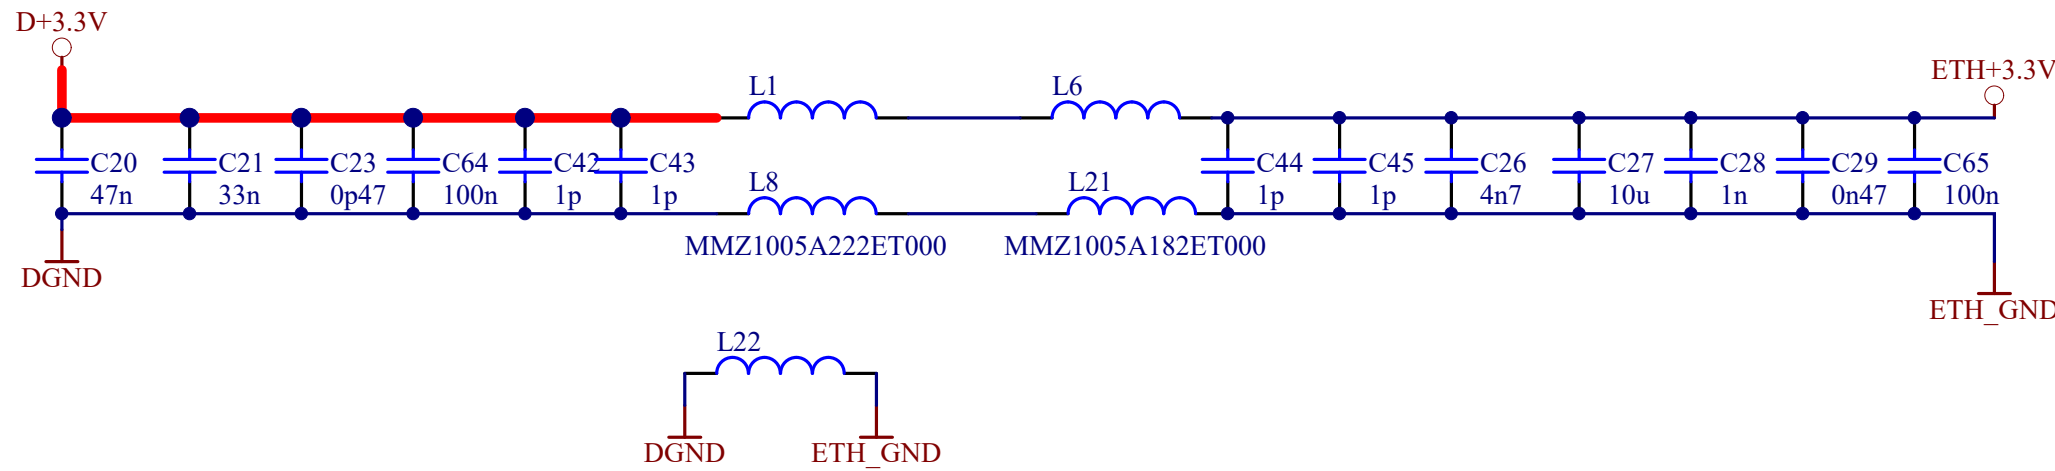 D+3.3V
L1
L6
ETH+3.3V
C20
47n
C21
33n
C23
0p47
C64
100n
C42
1p
C43
1p
C44
1p
C45
1p
C26
4n7
C27
10u
C28
1n
C29
0n47
C65
100n
L8
L21
MMZ1005A222ET000
MMZ1005A182ET000
DGND
ETH_GND
L22
DGND
ETH_GND